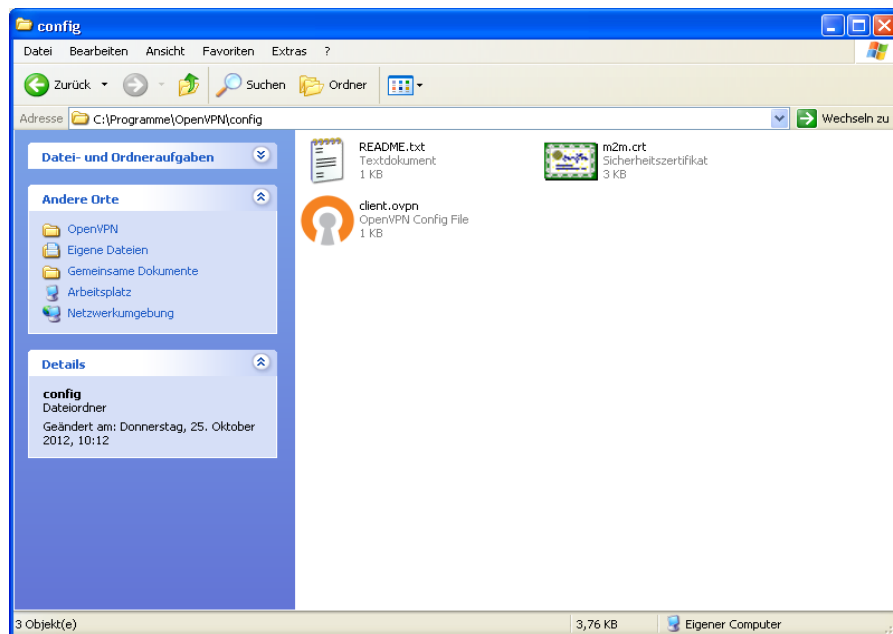 config
Datei Bearbeiten Ansicht Favoriten Extras ?
Zurück Suchen Ordner
Adresse C:\Programme\OpenVPN\config Wechseln zu
Datei- und Ordneraufgaben
Andere Orte
OpenVPN
Eigene Dateien
Gemeinsame Dokumente
Arbeitsplatz
Netzwerkumgebung
Details
config
Dateiordner
Geändert am: Donnerstag, 25. Oktober
2012, 10:12
README.txt
Textdokument
1 KB
m2m.crt
Sicherheitszertifikat
3 KB
client.ovpn
OpenVPN Config File
1 KB
3 Objekt(e) 3,76 KB Eigener Computer